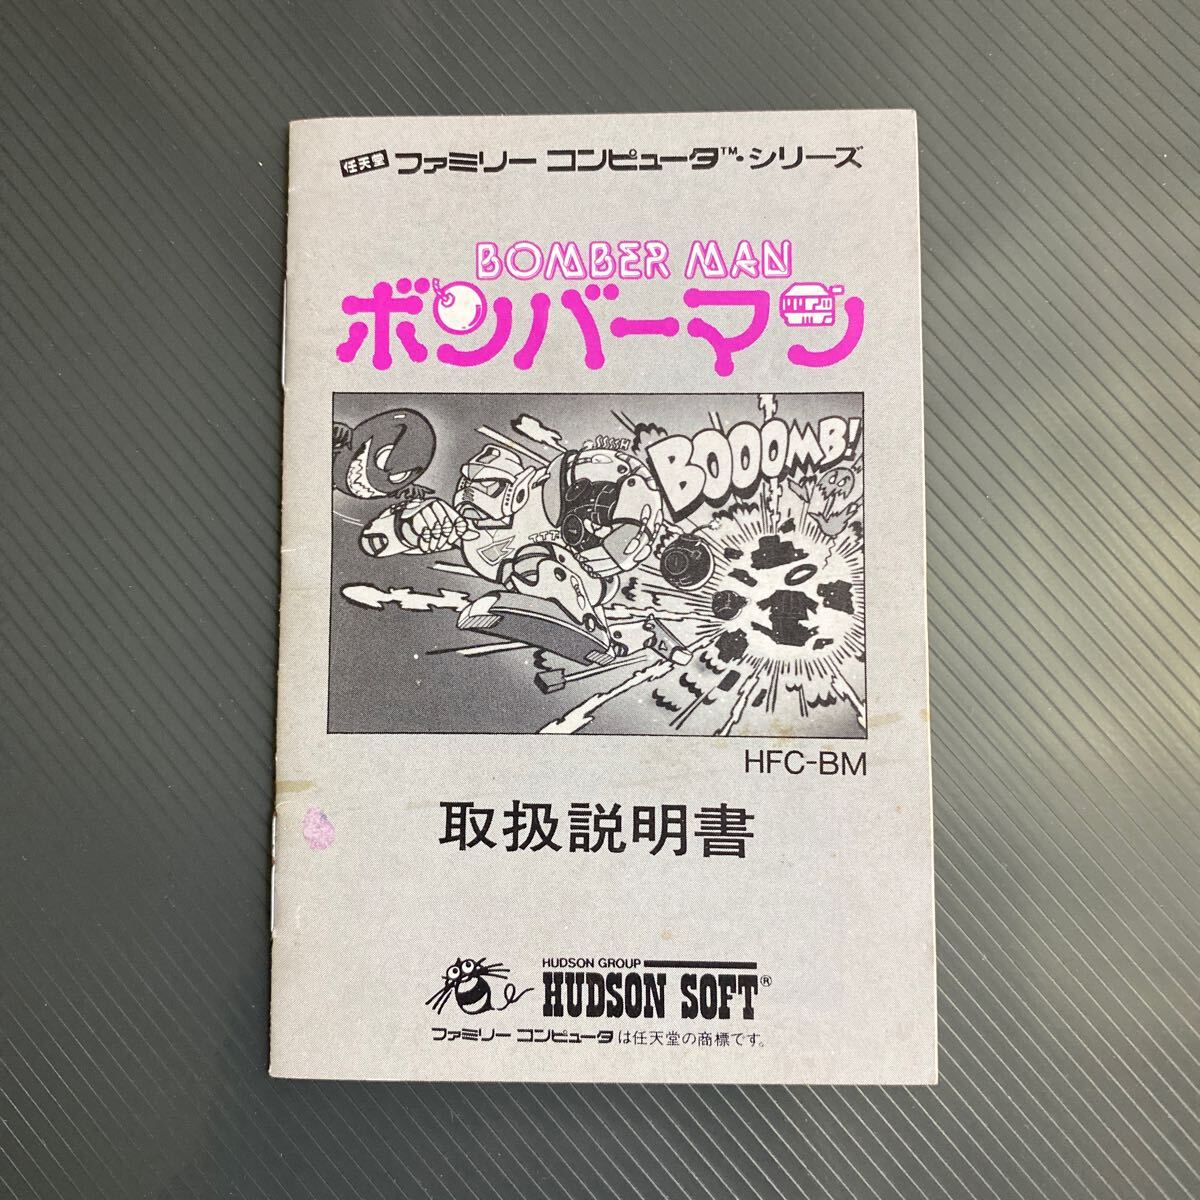 任天堂 ファミリー コンピュータ™・シリーズ
BOMBER MAN
ボンバーマン
SSSSH
BOOOMB!
TTT
HFC-BM
取扱説明書
HUDSON GROUP
HUDSON SOFT®
ファミリー コンピュータは任天堂の商標です。